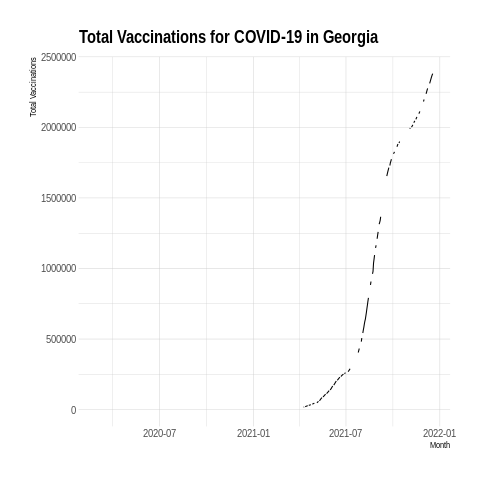 Total Vaccinations for COVID-19 in Georgia
Total Vaccinations
2500000
2000000
1500000
1000000
500000
0
2020-07 2021-01 2021-07 2022-01
Month